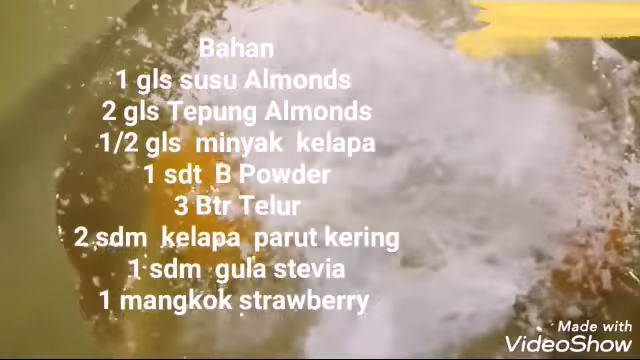 Bahan
1 gls susu Almonds
2 gls Tepung Almonds
1/2 gls minyak kelapa
1 sdt B Powder
3 Btr Telur
2 sdm kelapa parut kering
1 sdm gula stevia
1 mangkok strawberry
Made with
VideoShow